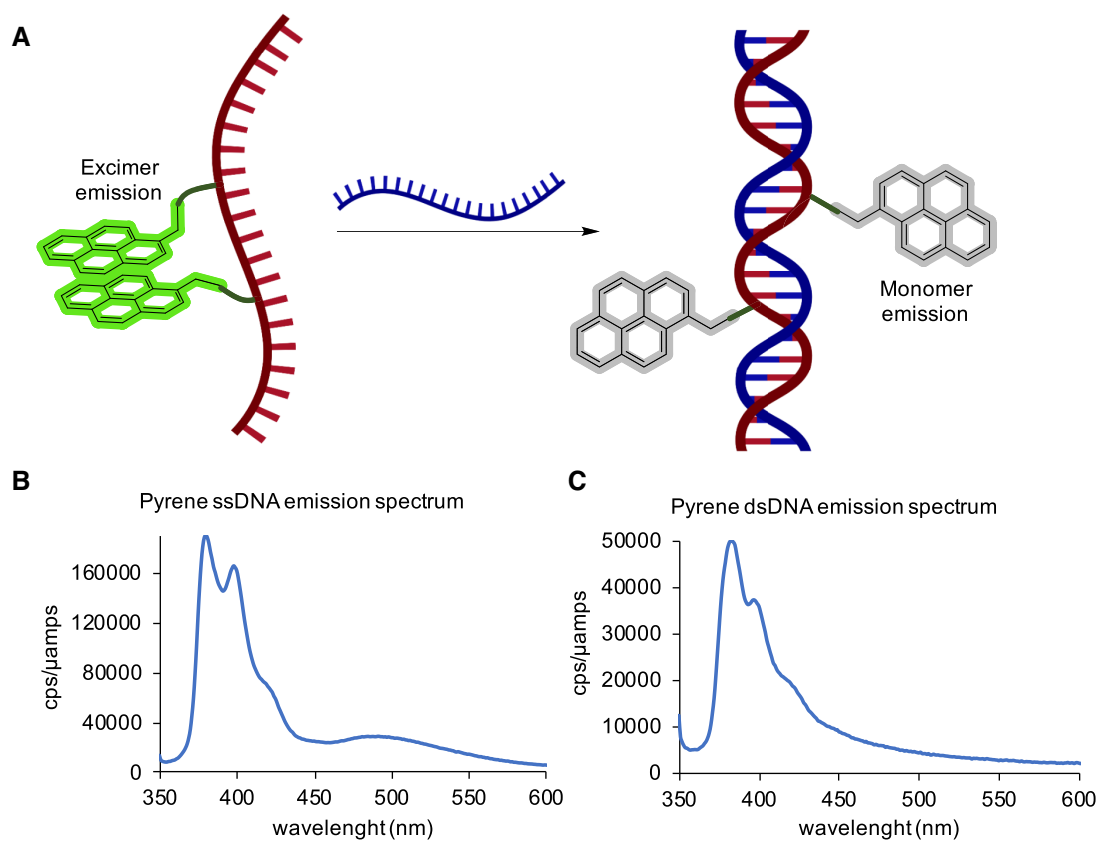 A
Excimer
emission
Monomer
emission
B
Pyrene ssDNA emission spectrum
cps/µamps
160000
120000
80000
40000
0
350 400 450 500 550 600
wavelenght (nm)
C
Pyrene dsDNA emission spectrum
cps/µamps
50000
40000
30000
20000
10000
0
350 400 450 500 550 600
wavelenght (nm)